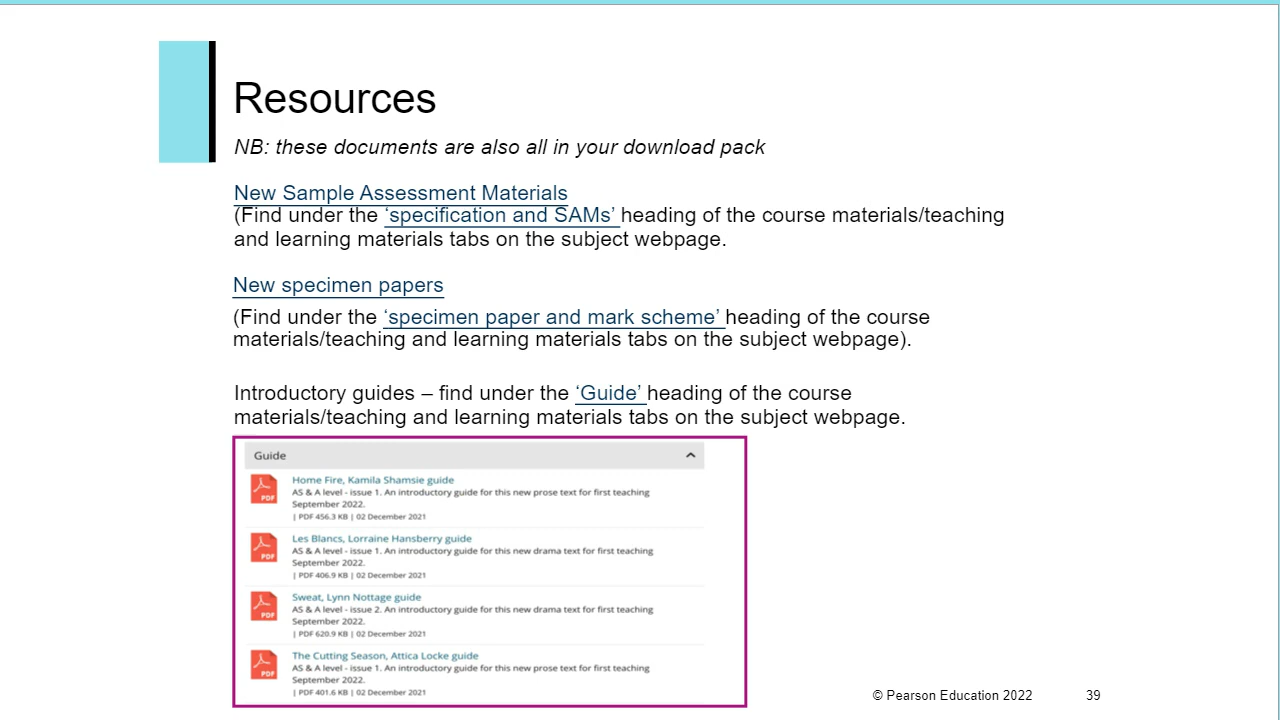 Resources
NB: these documents are also all in your download pack
New Sample Assessment Materials
(Find under the ‘specification and SAMs’ heading of the course materials/teaching
and learning materials tabs on the subject webpage.
New specimen papers
(Find under the ‘specimen paper and mark scheme’ heading of the course
materials/teaching and learning materials tabs on the subject webpage).
Introductory guides – find under the ‘Guide’ heading of the course
materials/teaching and learning materials tabs on the subject webpage.
Guide
PDF
Home Fire, Kamila Shamsie guide
AS & A level - issue 1. An introductory guide for this new prose text for first teaching
September 2022.
| PDF 456.3 KB | 02 December 2021
PDF
Les Blancs, Lorraine Hansberry guide
AS & A level - issue 1. An introductory guide for this new drama text for first teaching
September 2022.
| PDF 406.9 KB | 02 December 2021
PDF
Sweat, Lynn Nottage guide
AS & A level - issue 2. An introductory guide for this new drama text for first teaching
September 2022.
| PDF 620.9 KB | 02 December 2021
PDF
The Cutting Season, Attica Locke guide
AS & A level - issue 1. An introductory guide for this new prose text for first teaching
September 2022.
| PDF 401.6 KB | 02 December 2021
© Pearson Education 2022 39